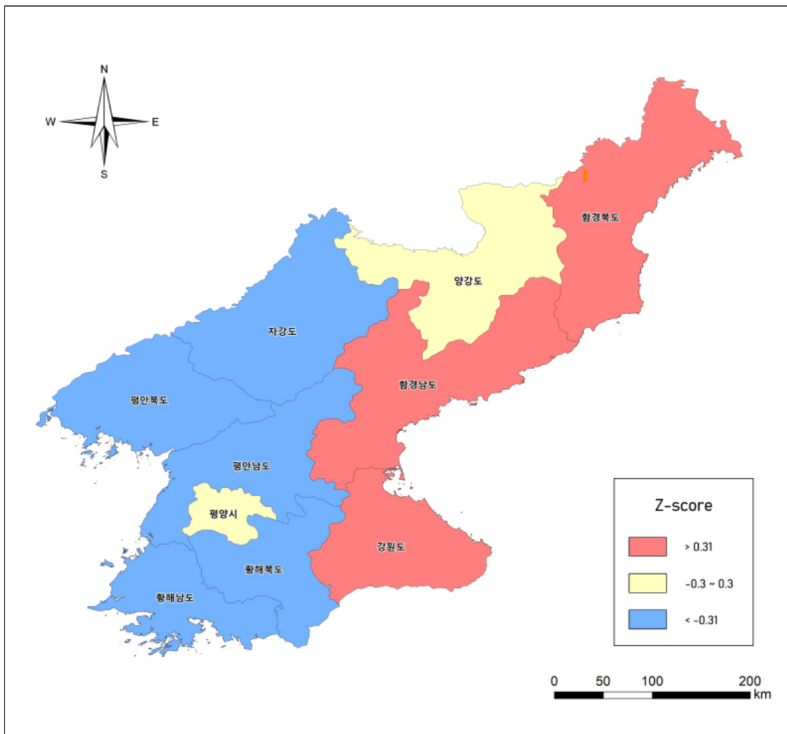 N
W E
S
함경북도
양강도
자강도
함경남도
평안북도
평안남도
평양시
강원도
황해북도
황해남도
Z-score
> 0.31
-0.3 ~ 0.3
< -0.31
0 50 100 200
km